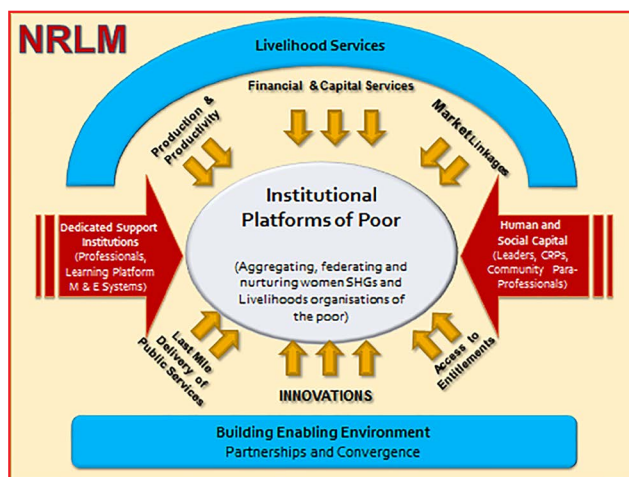 NRLM
Livelihood Services
Financial & Capital Services
Production &
Productivity
Market Linkages
Institutional
Platforms of Poor
(Aggregating, federating and
nurturing women SHGs and
Livelihoods organisations of
the poor)
Dedicated Support
Institutions
(Professionals,
Learning Platform
M & E Systems)
Human and
Social Capital
(Leaders, CRPs,
Community Para-
Professionals)
Last Mile
Delivery of
Public Services
INNOVATIONS
Access to
Entitlements
Building Enabling Environment
Partnerships and Convergence